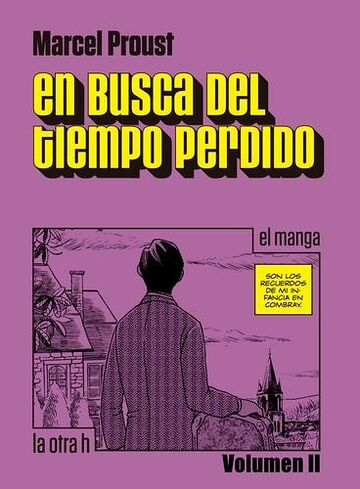 Marcel Proust
en busca del
tiempo perdido
el manga
SON LOS
RECUERDOS
DE MI IN-
FANCIA EN
COMBRAY.
la otra h
Volumen II